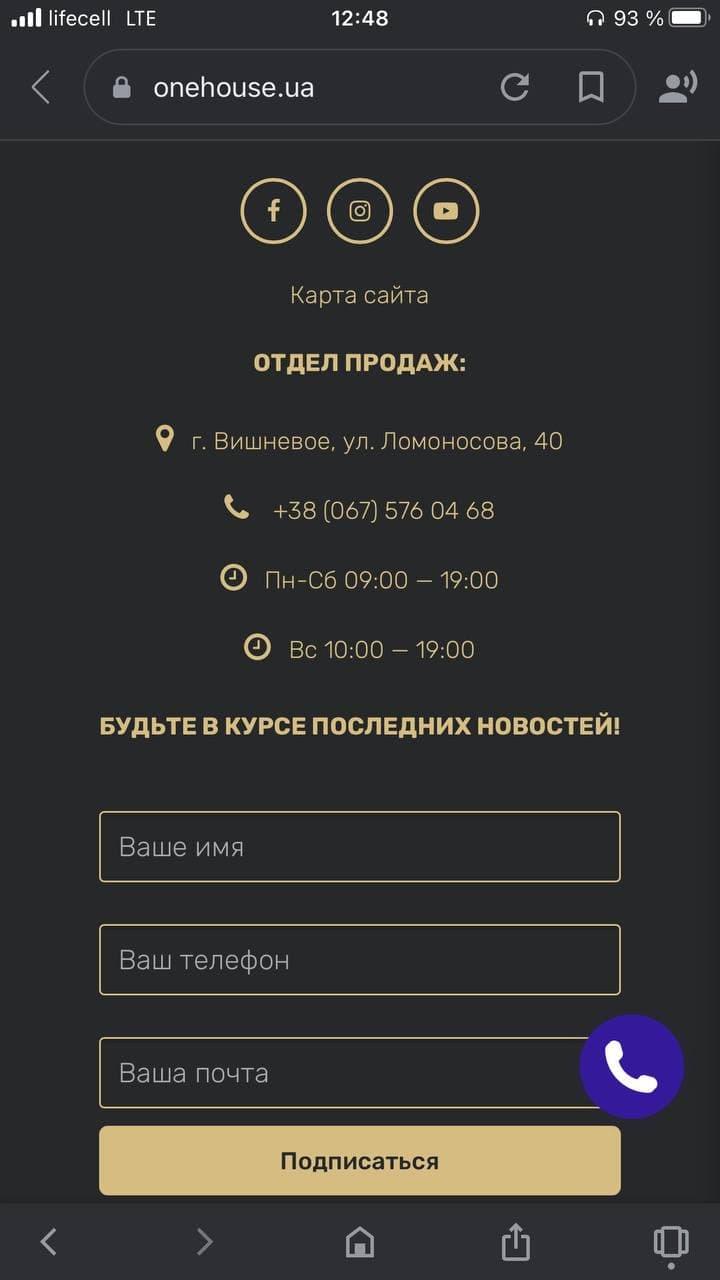 lifecell LTE 12:48 93 %
onehouse.ua
Карта сайта
ОТДЕЛ ПРОДАЖ:
г. Вишневое, ул. Ломоносова, 40
+38 (067) 576 04 68
Пн-Сб 09:00 — 19:00
Вс 10:00 — 19:00
БУДЬТЕ В КУРСЕ ПОСЛЕДНИХ НОВОСТЕЙ!
Ваше имя
Ваш телефон
Ваша почта
Подписаться